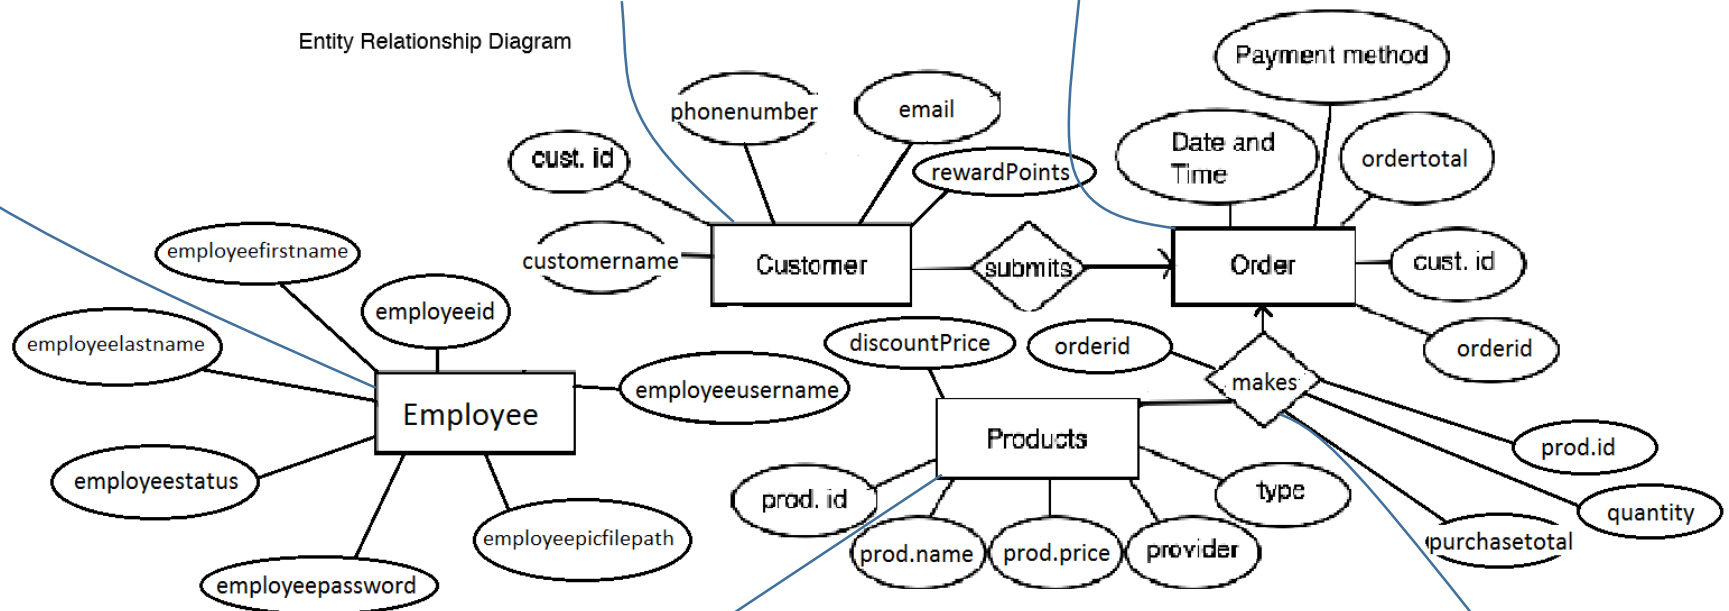 Entity Relationship Diagram
Payment method
phonenumber
email
cust. id
rewardPoints
Date and
Time
ordertotal
customername
Customer
submits
Order
cust. id
employeefirstname
employeeid
employeelastname
discountPrice
orderid
orderid
makes
employeeusername
Employee
Products
prod.id
employeestatus
prod. id
type
quantity
employeepicfilepath
prod.name
prod.price
provider
purchasetotal
employeepassword